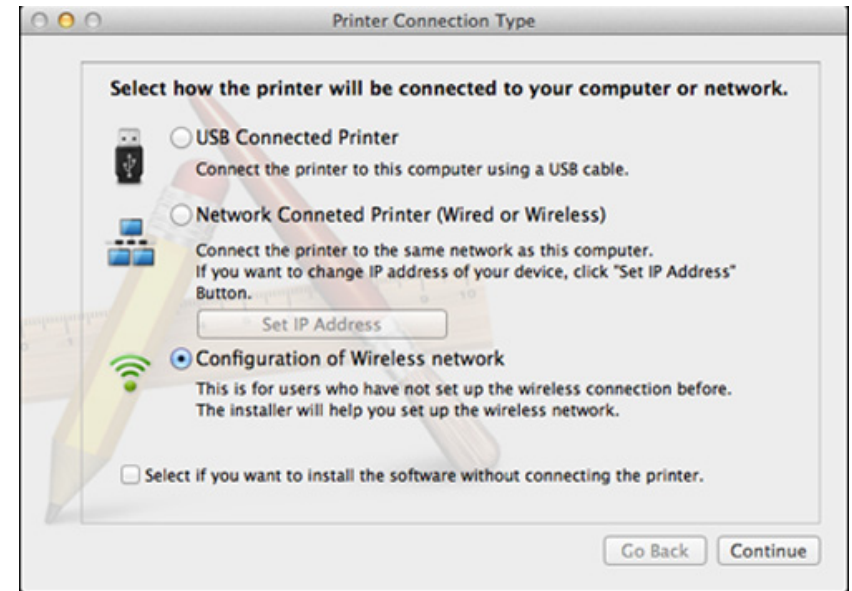 Printer Connection Type
Select how the printer will be connected to your computer or network.
USB Connected Printer
Connect the printer to this computer using a USB cable.
Network Conneted Printer (Wired or Wireless)
Connect the printer to the same network as this computer.
If you want to change IP address of your device, click "Set IP Address"
Button.
Set IP Address
Configuration of Wireless network
This is for users who have not set up the wireless connection before.
The installer will help you set up the wireless network.
Select if you want to install the software without connecting the printer.
Go Back Continue